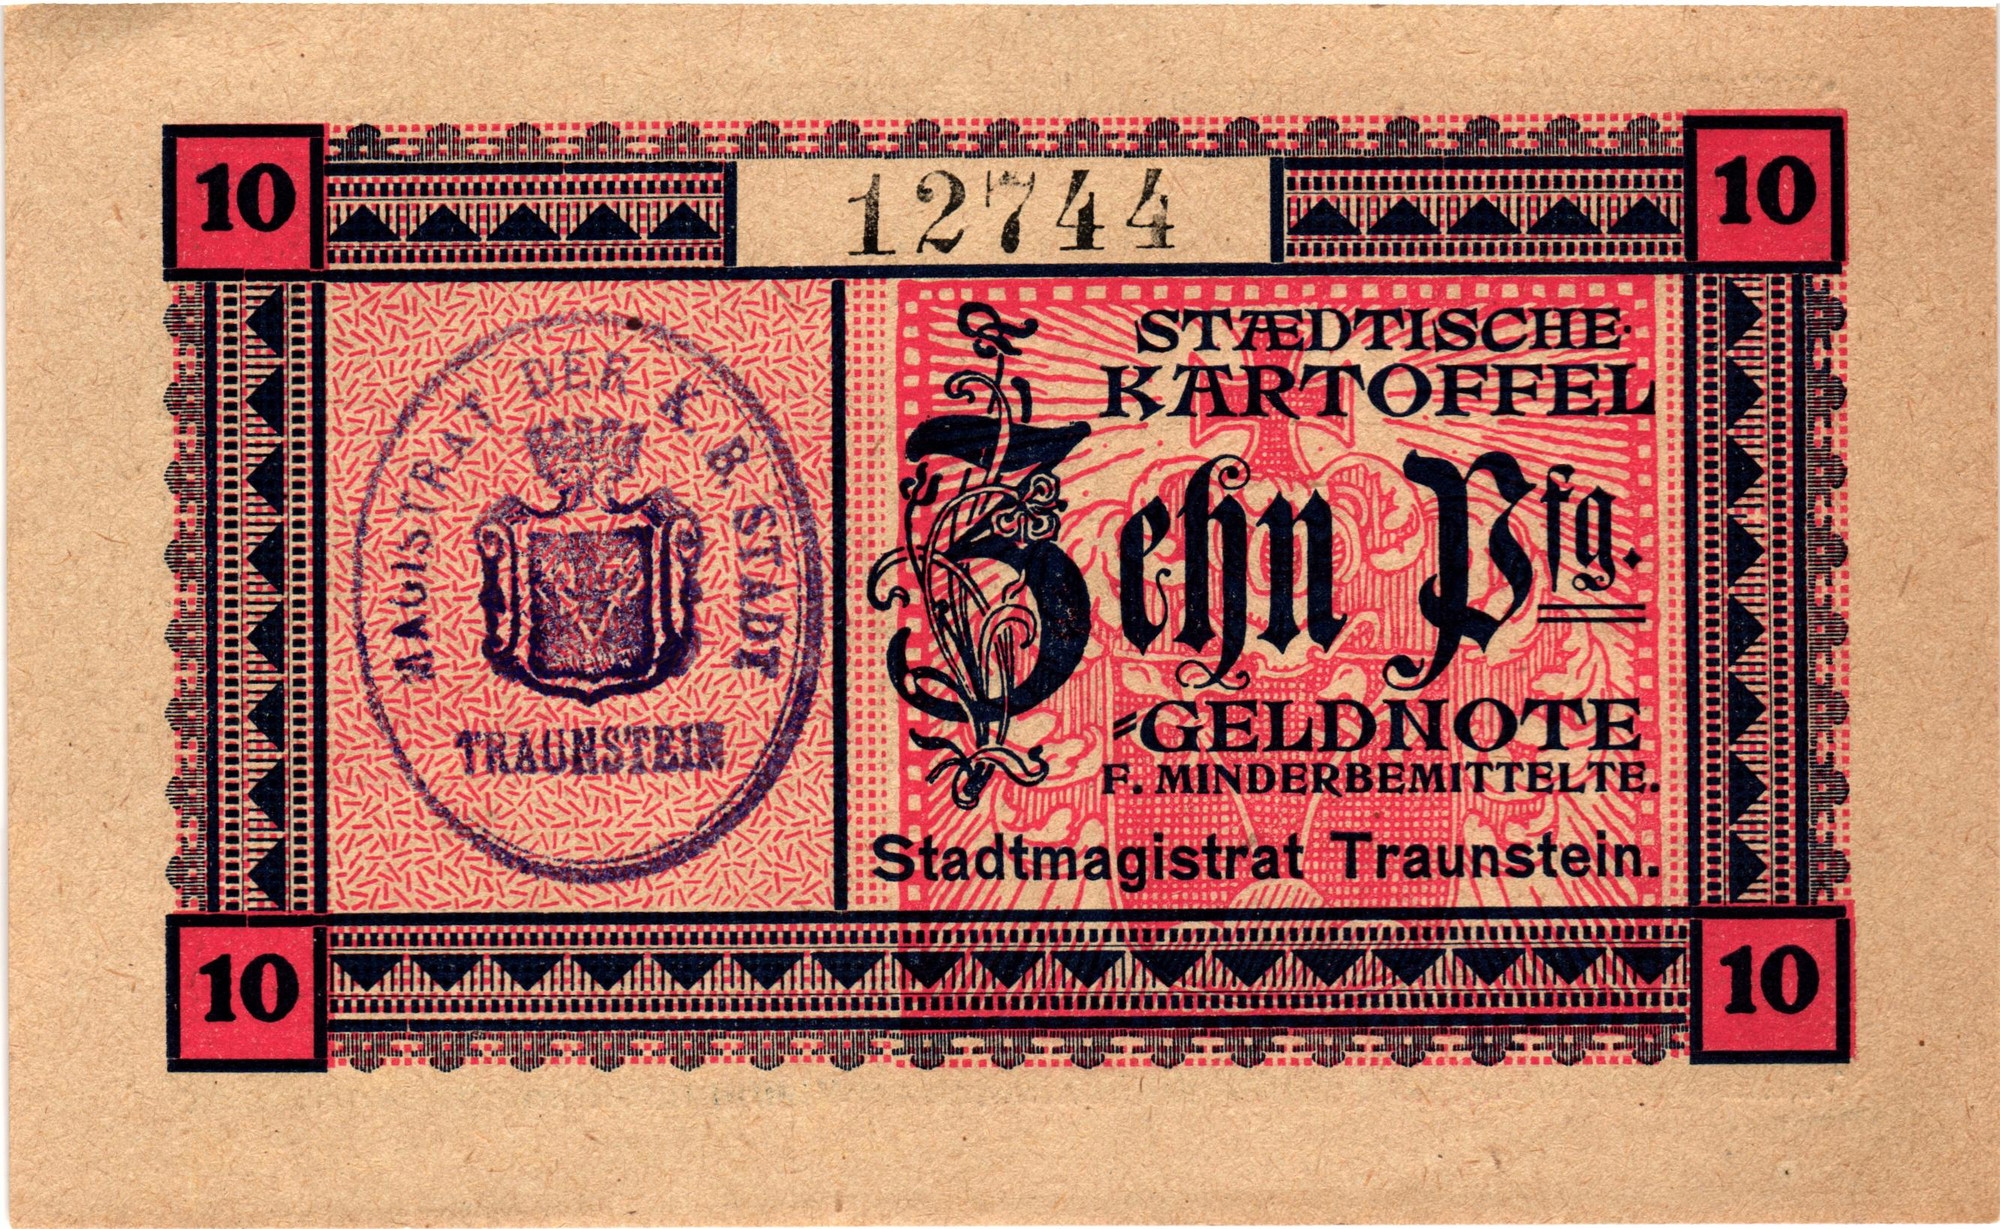 10
12744
10
MAGISTRAT DER K. B. STADT
TRAUNSTEIN
STÆDTISCHE
KARTOFFEL
Zehn Pfg.
=GELDNOTE
F. MINDERBEMITTELTE.
Stadtmagistrat Traunstein.
10
10